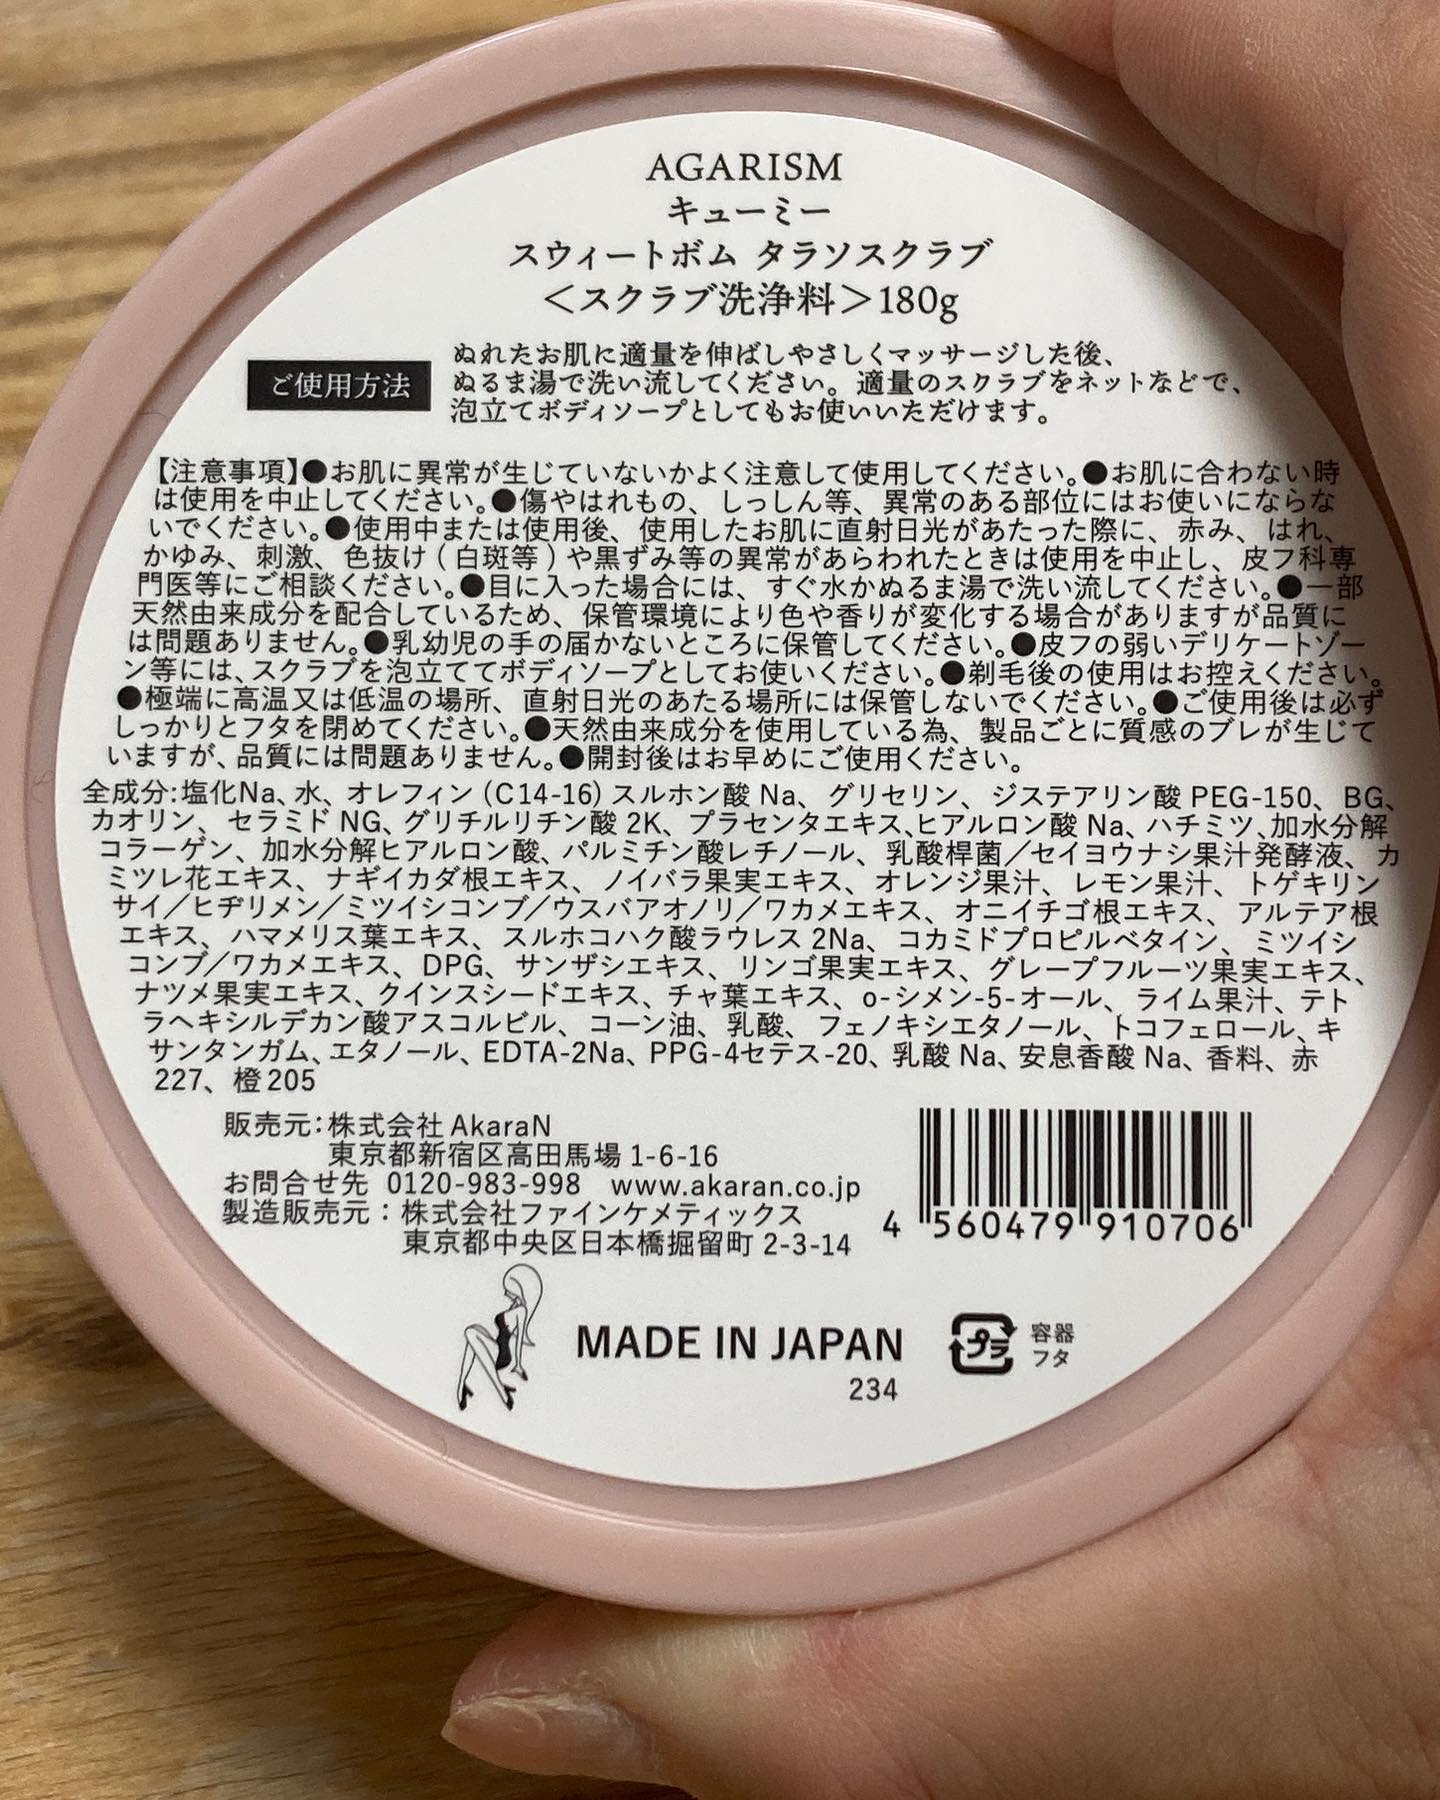 AGARISM
キューミー
スウィートボム タラソスクラブ
＜スクラブ洗浄料＞180g
ご使用方法
ぬれたお肌に適量を伸ばしやさしくマッサージした後、
ぬるま湯で洗い流してください。適量のスクラブをネットなどで、
泡立てボディソープとしてもお使いいただけます。
【注意事項】●お肌に異常が生じていないかよく注意して使用してください。●お肌に合わない時
は使用を中止してください。●傷やはれもの、しっしん等、異常のある部位にはお使いにならな
いでください。●使用中または使用後、使用したお肌に直射日光があたった際に、赤み、はれ、
かゆみ、刺激、色抜け(白斑等)や黒ずみ等の異常があらわれたときは使用を中止し、皮フ科専
門医等にご相談ください。●目に入った場合には、すぐ水かぬるま湯で洗い流してください。●一部
天然由来成分を配合しているため、保管環境により色や香りが変化する場合がありますが品質に
は問題ありません。●乳幼児の手の届かないところに保管してください。●皮フの弱いデリケートゾー
ン等には、スクラブを泡立ててボディソープとしてお使いください。●剃毛後の使用はお控えください。
●極端に高温又は低温の場所、直射日光のあたる場所には保管しないでください。●ご使用後は必ず
しっかりとフタを閉めてください。●天然由来成分を使用している為、製品ごとに質感のブレが生じて
いますが、品質には問題ありません。●開封後はお早めにご使用ください。
全成分:塩化Na、水、オレフィン(C14-16)スルホン酸 Na、グリセリン、ジステアリン酸 PEG-150、BG、
カオリン、セラミド NG、グリチルリチン酸 2K、プラセンタエキス、ヒアルロン酸 Na、ハチミツ、加水分解
コラーゲン、加水分解ヒアルロン酸、パルミチン酸レチノール、乳酸桿菌／セイヨウナシ果汁発酵液、カ
ミツレ花エキス、ナギイカダ根エキス、ノイバラ果実エキス、オレンジ果汁、レモン果汁、トゲキリン
サイ／ヒヂリメン／ミツイシコンブ／ウスバアオノリ／ワカメエキス、オニイチゴ根エキス、アルテア根
エキス、ハマメリス葉エキス、スルホコハク酸ラウレス 2Na、コカミドプロピルベタイン、ミツイシ
コンブ／ワカメエキス、DPG、サンザシエキス、リンゴ果実エキス、グレープフルーツ果実エキス、
ナツメ果実エキス、クインスシードエキス、チャ葉エキス、o-シメン-5-オール、ライム果汁、テト
ラヘキシルデカン酸アスコルビル、コーン油、乳酸、フェノキシエタノール、トコフェロール、キ
サンタンガム、エタノール、EDTA-2Na、PPG-4セテス-20、乳酸 Na、安息香酸 Na、香料、赤
227、橙205
販売元:株式会社 AkaraN
東京都新宿区高田馬場 1-6-16
お問合せ先 0120-983-998 www.akaran.co.jp
製造販売元：株式会社ファインケメティックス
東京都中央区日本橋掘留町 2-3-14
4 560479 910706
MADE IN JAPAN
234
プラ
容器
フタ